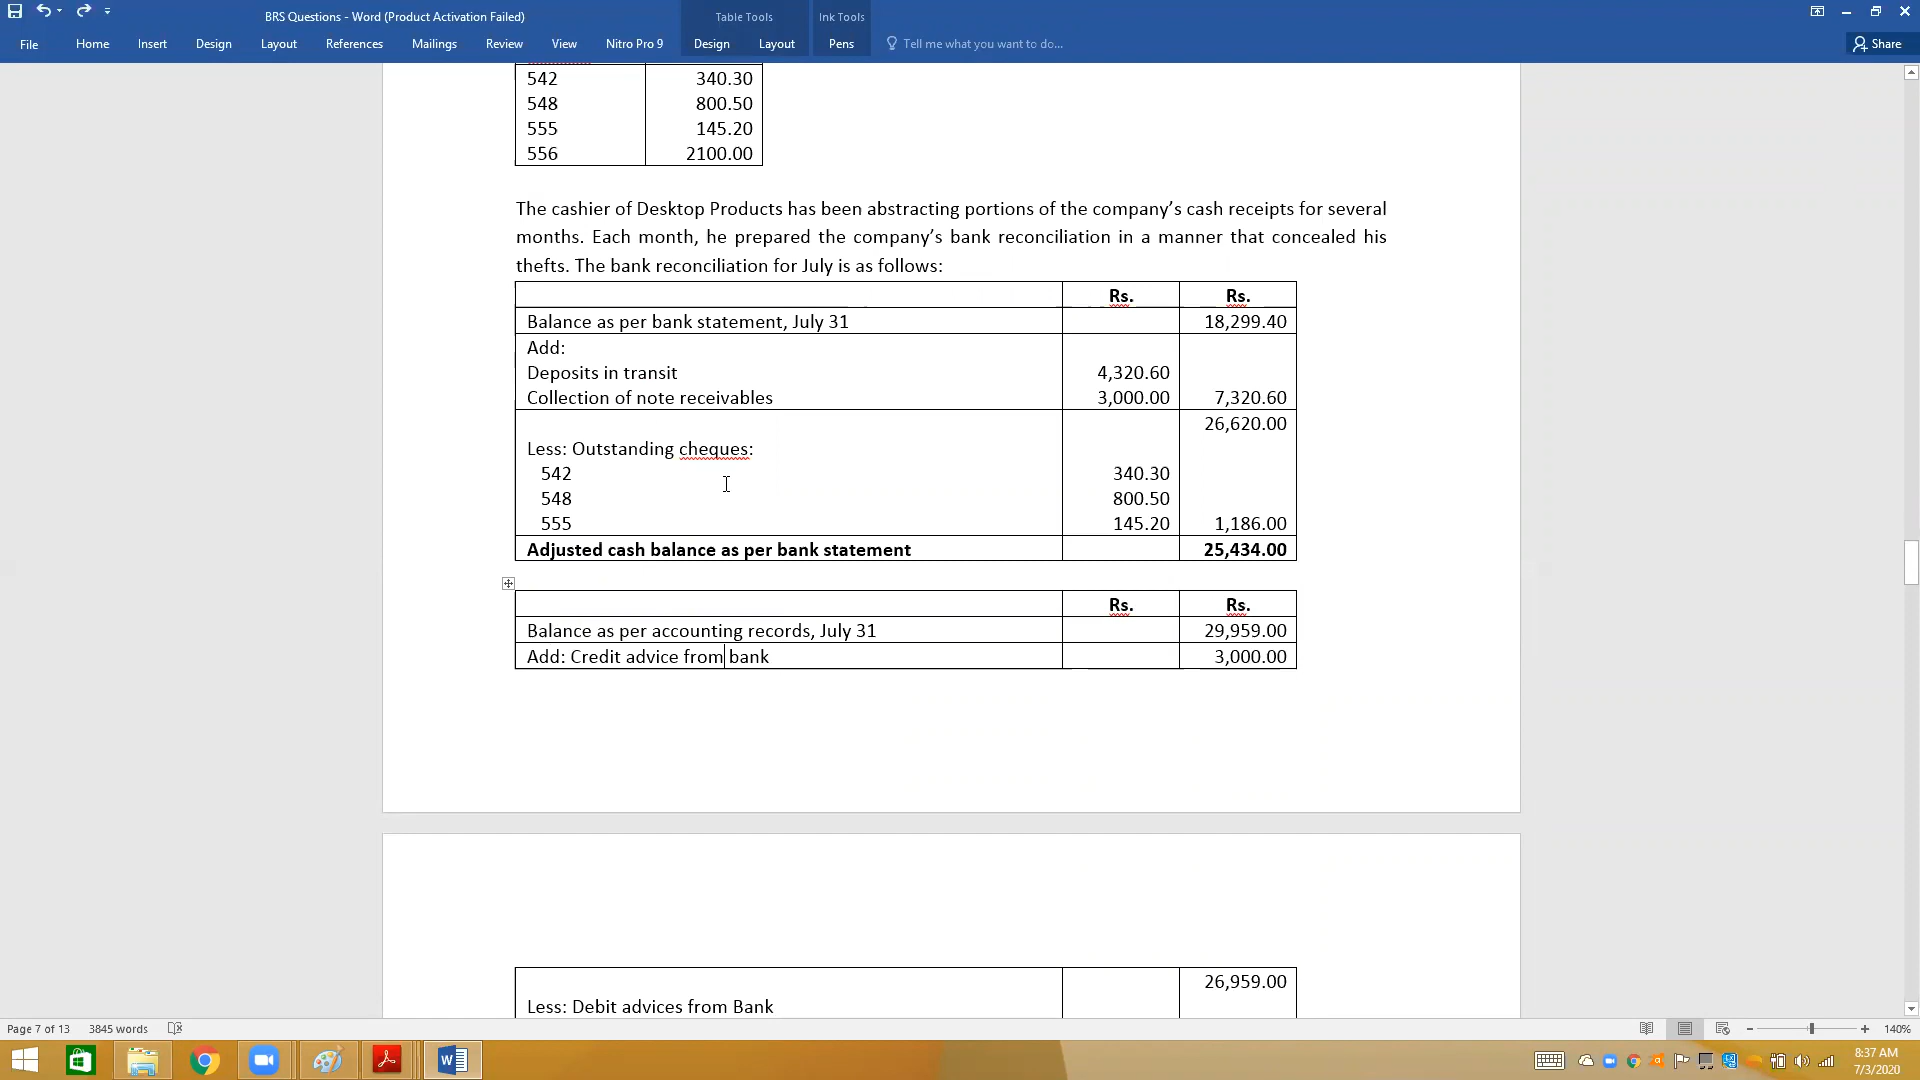 BRS Questions - Word (Product Activation Failed)
Table Tools
Ink Tools
File
Home
Insert
Design
Layout
References
Mailings
Review
View
Nitro Pro 9
Design
Layout
Pens
Tell me what you want to do...
Share
542 340.30
548 800.50
555 145.20
556 2100.00
The cashier of Desktop Products has been abstracting portions of the company’s cash receipts for several
months. Each month, he prepared the company’s bank reconciliation in a manner that concealed his
thefts. The bank reconciliation for July is as follows:
Rs. Rs.
Balance as per bank statement, July 31 18,299.40
Add:
Deposits in transit 4,320.60
Collection of note receivables 3,000.00 7,320.60
26,620.00
Less: Outstanding cheques:
542 340.30
548 800.50
555 145.20 1,186.00
Adjusted cash balance as per bank statement 25,434.00
Rs. Rs.
Balance as per accounting records, July 31 29,959.00
Add: Credit advice from bank 3,000.00
26,959.00
Less: Debit advices from Bank
Page 7 of 13
3845 words
140%
8:37 AM
7/3/2020